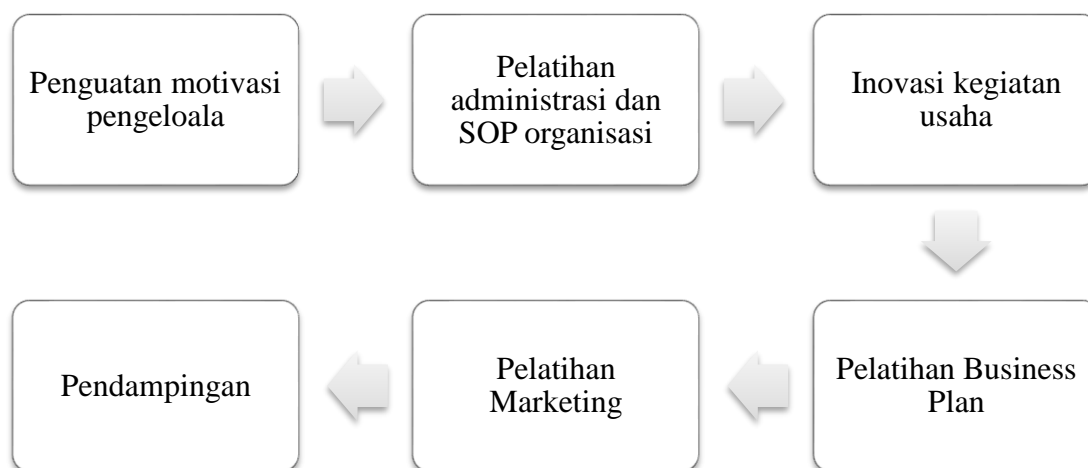 Penguatan motivasi
pengeloala
Pelatihan
administrasi dan
SOP organisasi
Inovasi kegiatan
usaha
Pelatihan Business
Plan
Pelatihan
Marketing
Pendampingan